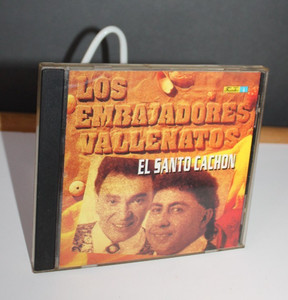 LOS
EMBAJADORES
VALLENATOS
EL SANTO CACHON